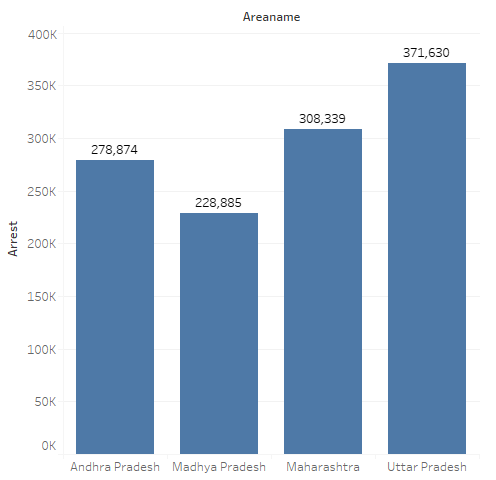 Areaname
400K
350K
300K
250K
200K
150K
100K
50K
0K
Arrest
278,874
228,885
308,339
371,630
Andhra Pradesh
Madhya Pradesh
Maharashtra
Uttar Pradesh